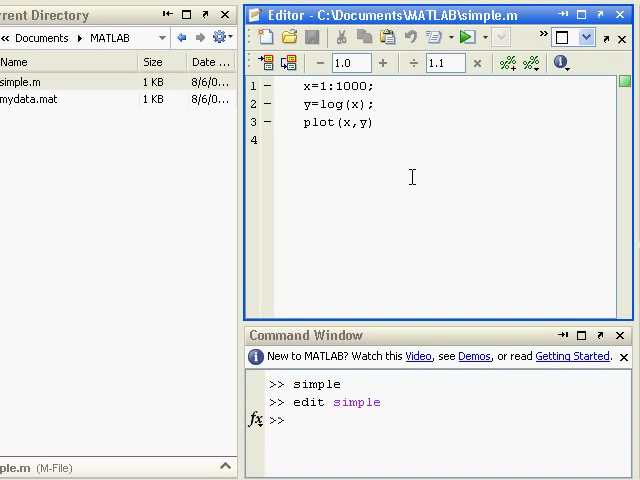 rrent Directory
« Documents ▸ MATLAB
Name Size Date ...
simple.m 1 KB 8/6/0...
mydata.mat 1 KB 8/6/0...
ple.m (M-File)
Editor - C:\Documents\MATLAB\simple.m
− 1.0 + ÷ 1.1 ×
1 − x=1:1000;
2 − y=log(x);
3 − plot(x,y)
4
Command Window
New to MATLAB? Watch this Video, see Demos, or read Getting Started.
>> simple
>> edit simple
fx >>